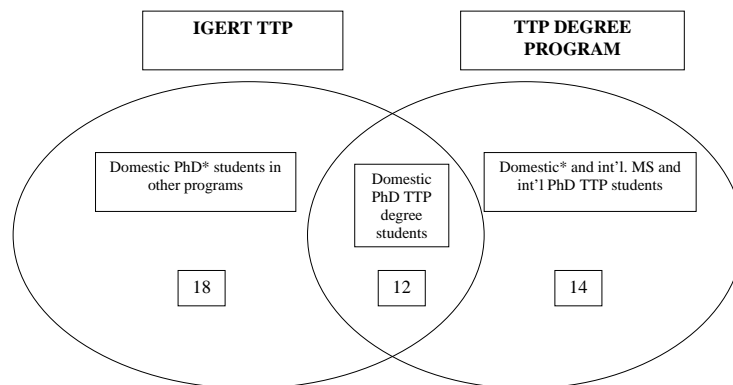 IGERT TTP
TTP DEGREE
PROGRAM
Domestic PhD* students in
other programs
Domestic
PhD TTP
degree
students
Domestic* and int’l. MS and
int’l PhD TTP students
18
12
14